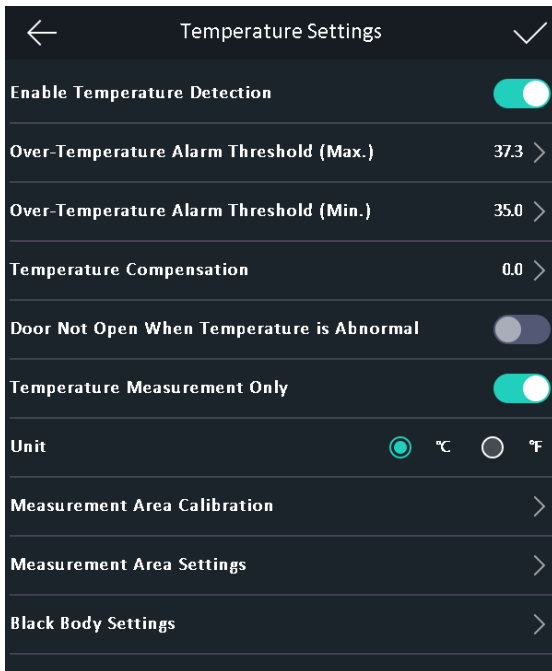 Temperature Settings
Enable Temperature Detection
Over-Temperature Alarm Threshold (Max.) 37.3
Over-Temperature Alarm Threshold (Min.) 35.0
Temperature Compensation 0.0
Door Not Open When Temperature is Abnormal
Temperature Measurement Only
Unit ℃ ℉
Measurement Area Calibration
Measurement Area Settings
Black Body Settings